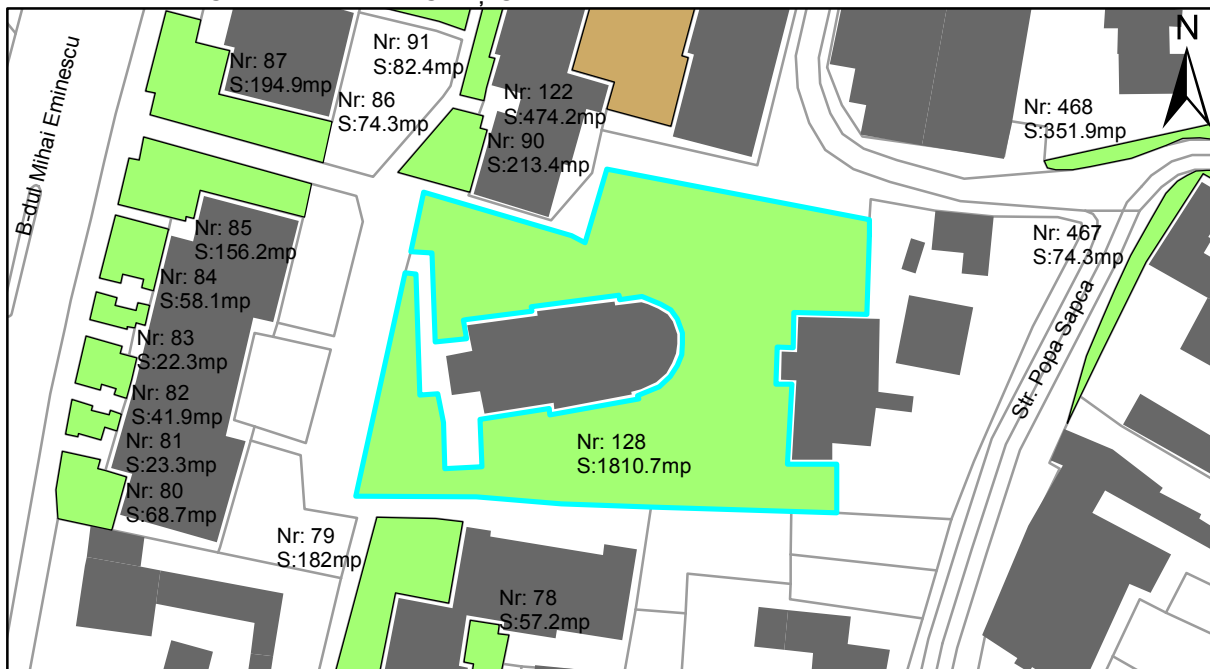 Nr: 91
S:82.4mp
N
Nr: 87
S:194.9mp
Nr: 86
S:74.3mp
Nr: 122
S:474.2mp
Nr: 468
S:351.9mp
Nr: 90
S:213.4mp
B-dul Mihai Eminescu
Nr: 85
S:156.2mp
Nr: 467
S:74.3mp
Nr: 84
S:58.1mp
Nr: 83
S:22.3mp
Str. Popa Sapca
Nr: 82
S:41.9mp
Nr: 81
S:23.3mp
Nr: 128
S:1810.7mp
Nr: 80
S:68.7mp
Nr: 79
S:182mp
Nr: 78
S:57.2mp